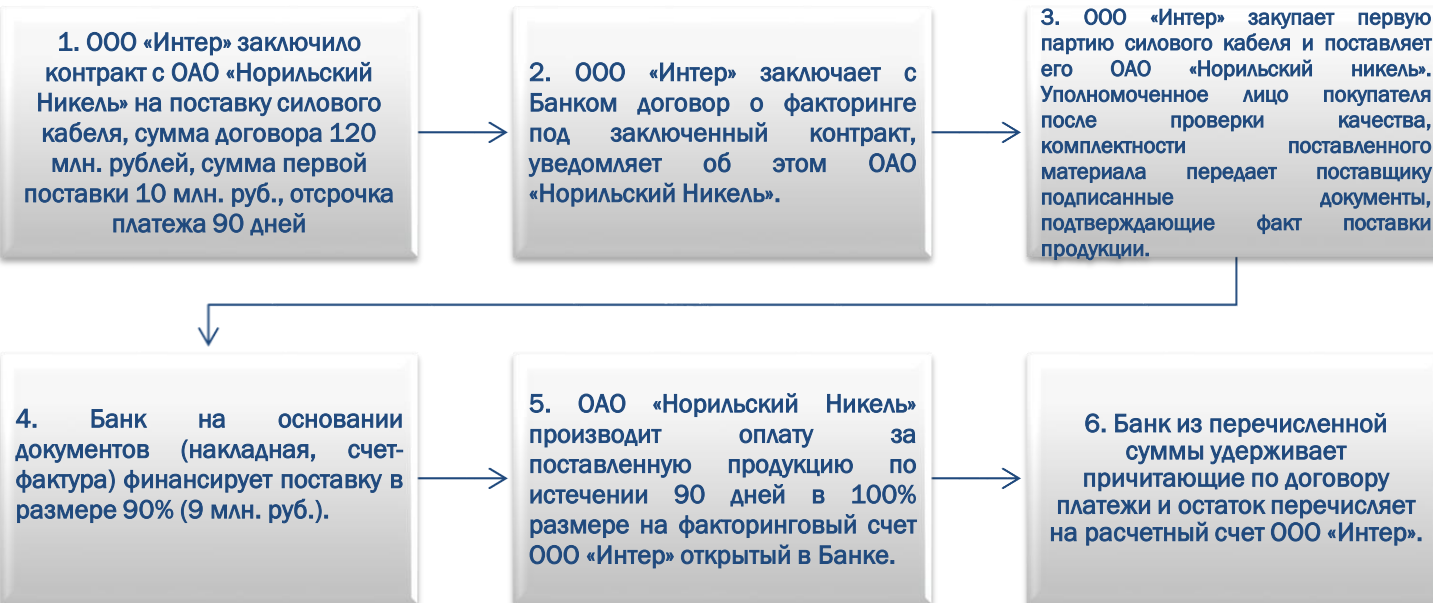 1. ООО «Интер» заключило
контракт с ОАО «Норильский
Никель» на поставку силового
кабеля, сумма договора 120
млн. рублей, сумма первой
поставки 10 млн. руб., отсрочка
платежа 90 дней
2. ООО «Интер» заключает с
Банком договор о факторинге
под заключенный контракт,
уведомляет об этом ОАО
«Норильский Никель».
3. ООО «Интер» закупает первую
партию силового кабеля и поставляет
его ОАО «Норильский никель».
Уполномоченное лицо покупателя
после проверки качества,
комплектности поставленного
материала передает поставщику
подписанные документы,
подтверждающие факт поставки
продукции.
4. Банк на основании
документов (накладная, счет-
фактура) финансирует поставку в
размере 90% (9 млн. руб.).
5. ОАО «Норильский Никель»
производит оплату за
поставленную продукцию по
истечении 90 дней в 100%
размере на факторинговый счет
ООО «Интер» открытый в Банке.
6. Банк из перечисленной
суммы удерживает
причитающие по договору
платежи и остаток перечисляет
на расчетный счет ООО «Интер».